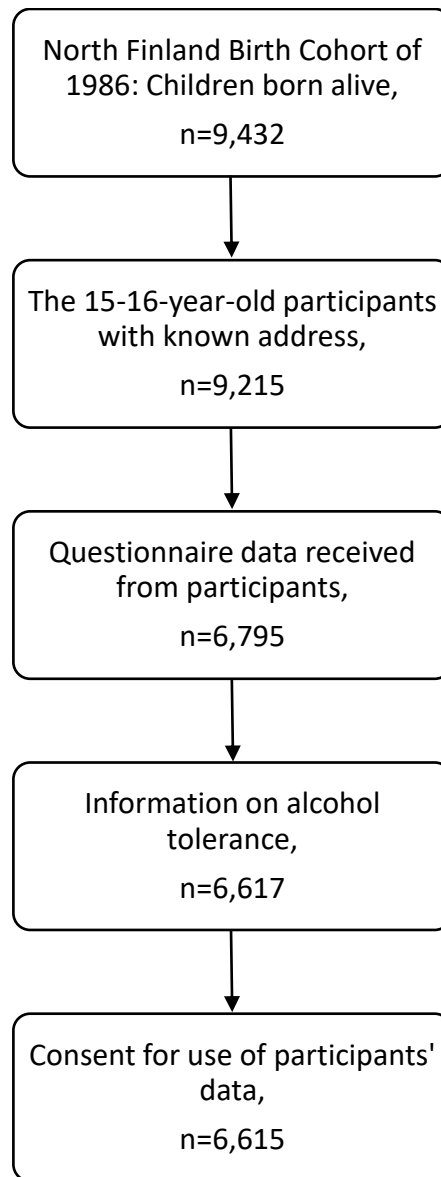 North Finland Birth Cohort of
1986: Children born alive,
n=9,432
The 15-16-year-old participants
with known address,
n=9,215
Questionnaire data received
from participants,
n=6,795
Information on alcohol
tolerance,
n=6,617
Consent for use of participants'
data,
n=6,615